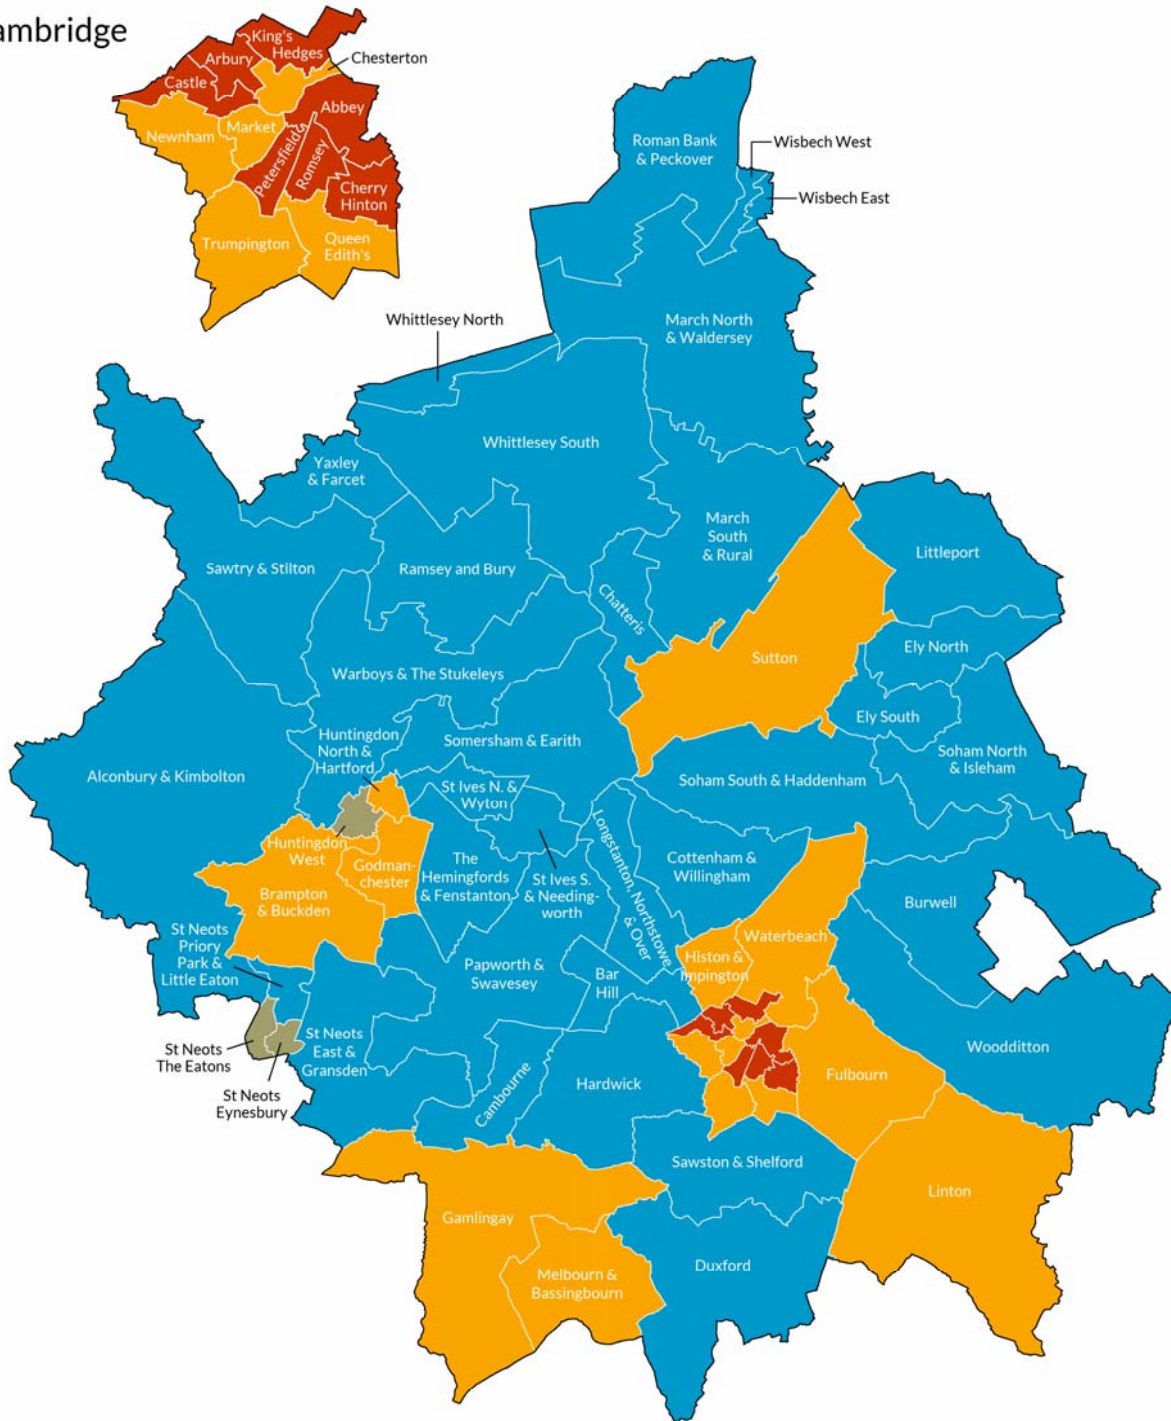 ambridge
King's
Hedges
Arbury
Castle
Chesterton
Abbey
Newnham
Market
Petersfield
Romsey
Cherry
Hinton
Trumpington
Queen
Edith's
Roman Bank
& Peckover
Wisbech West
Wisbech East
Whittlesey North
March North
& Waldersey
Whittlesey South
Yaxley
& Farcet
March
South
& Rural
Littleport
Sawtry & Stilton
Ramsey and Bury
Chatteris
Sutton
Ely North
Warboys & The Stukeleys
Ely South
Huntingdon
North &
Hartford
Somersham & Earith
Soham North
& Isleham
Alconbury & Kimbolton
St Ives N. &
Wyton
Soham South & Haddenham
Huntingdon
West
Godman-
chester
The
Hemingfords
& Fenstanton
St Ives S.
& Needing-
worth
Longstanton, Northstowe
& Over
Cottenham &
Willingham
Brampton
& Buckden
Burwell
St Neots
Priory
Park &
Little Eaton
Papworth &
Swavesey
Bar
Hill
Histon &
Impington
Waterbeach
St Neots
The Eatons
St Neots
East &
Gransden
St Neots
Eynesbury
Cambourne
Hardwick
Fulbourn
Woodditton
Sawston & Shelford
Linton
Gamlingay
Duxford
Melbourn &
Bassingbourn